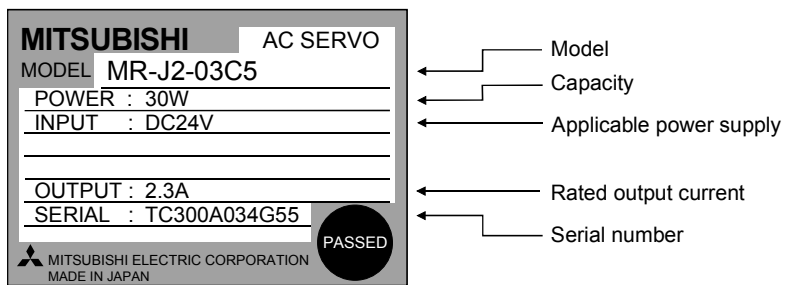 MITSUBISHI AC SERVO
MODEL MR-J2-03C5
POWER : 30W
INPUT : DC24V
OUTPUT : 2.3A
SERIAL : TC300A034G55
PASSED
MITSUBISHI ELECTRIC CORPORATION
MADE IN JAPAN
Model
Capacity
Applicable power supply
Rated output current
Serial number